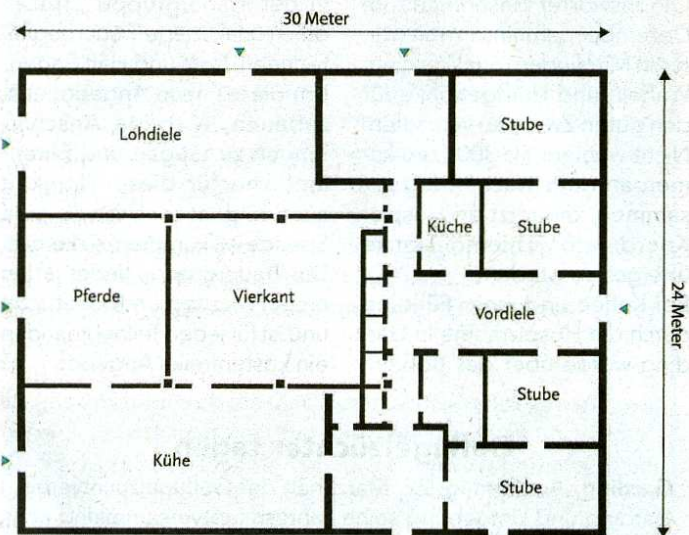 30 Meter
Lohdiele
Stube
Küche
Stube
Pferde
Vierkant
Vordiele
24 Meter
Stube
Kühe
Stube